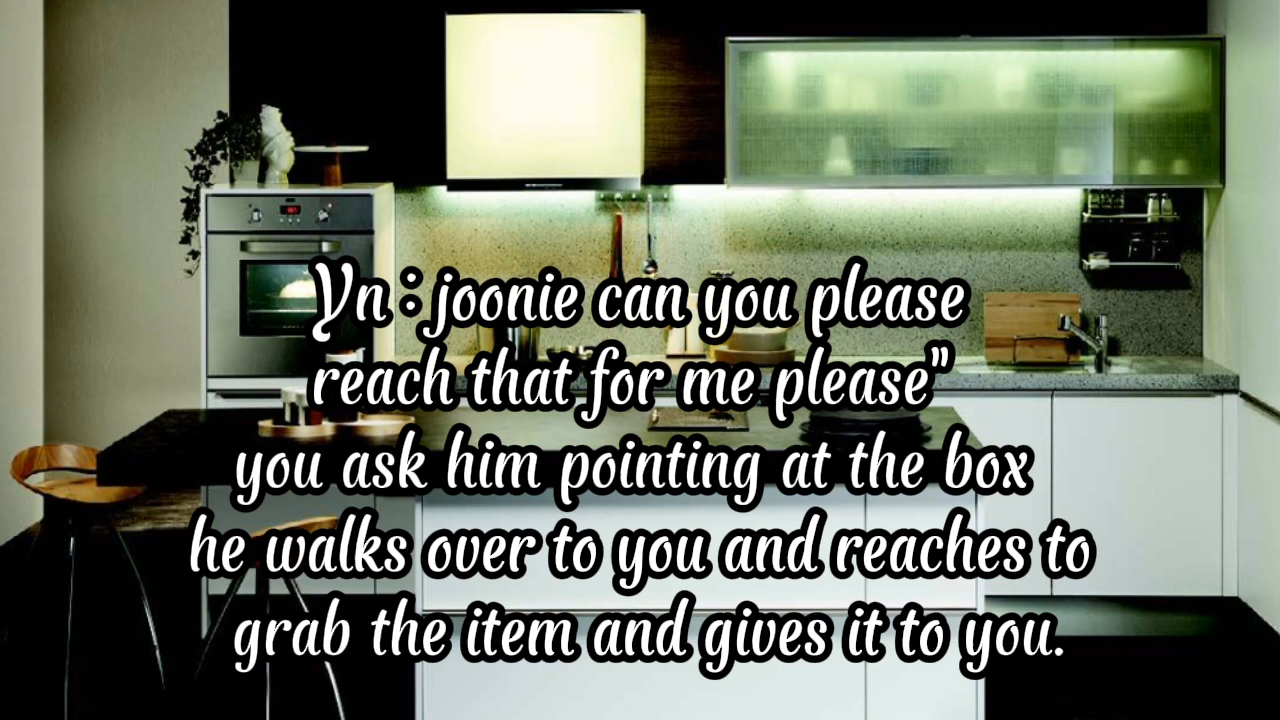 Yn : joonie can you please
reach that for me please"
you ask him pointing at the box
he walks over to you and reaches to
grab the item and gives it to you.